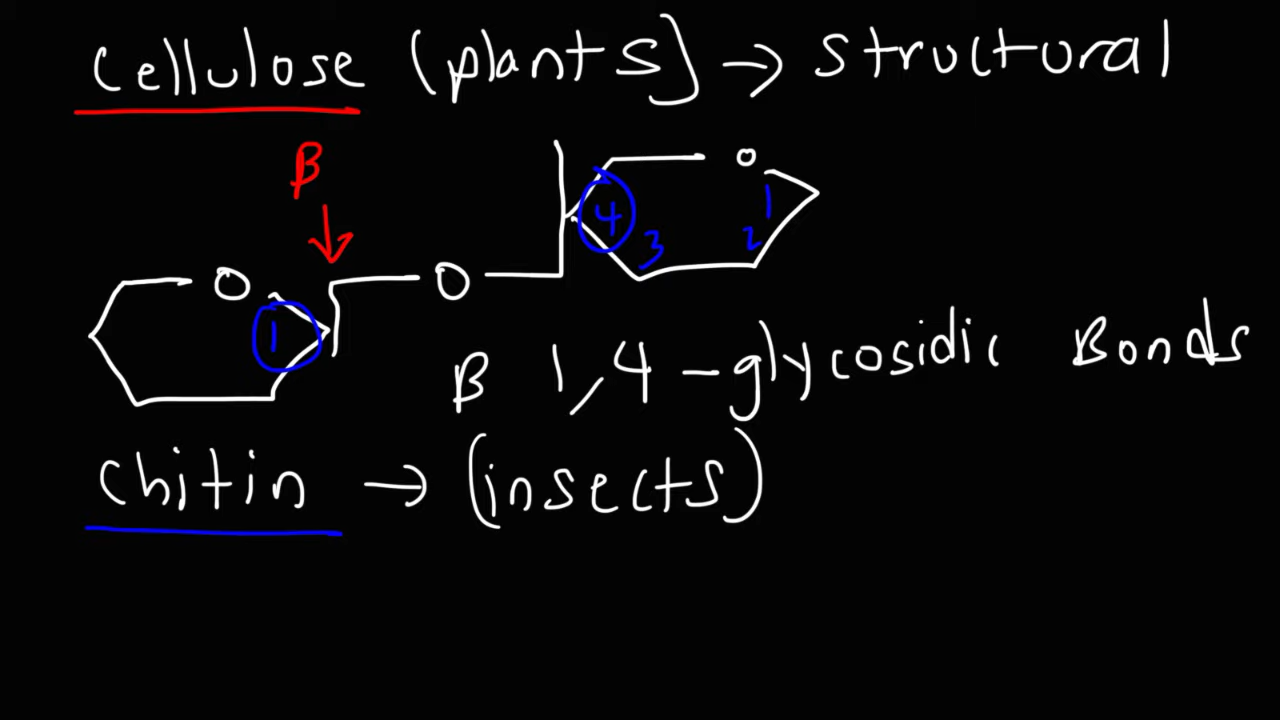 Cellulose (plants) → Structural
β
O
4
1
3
2
O
O
1
β 1,4 - glycosidic Bonds
Chitin → (insects)